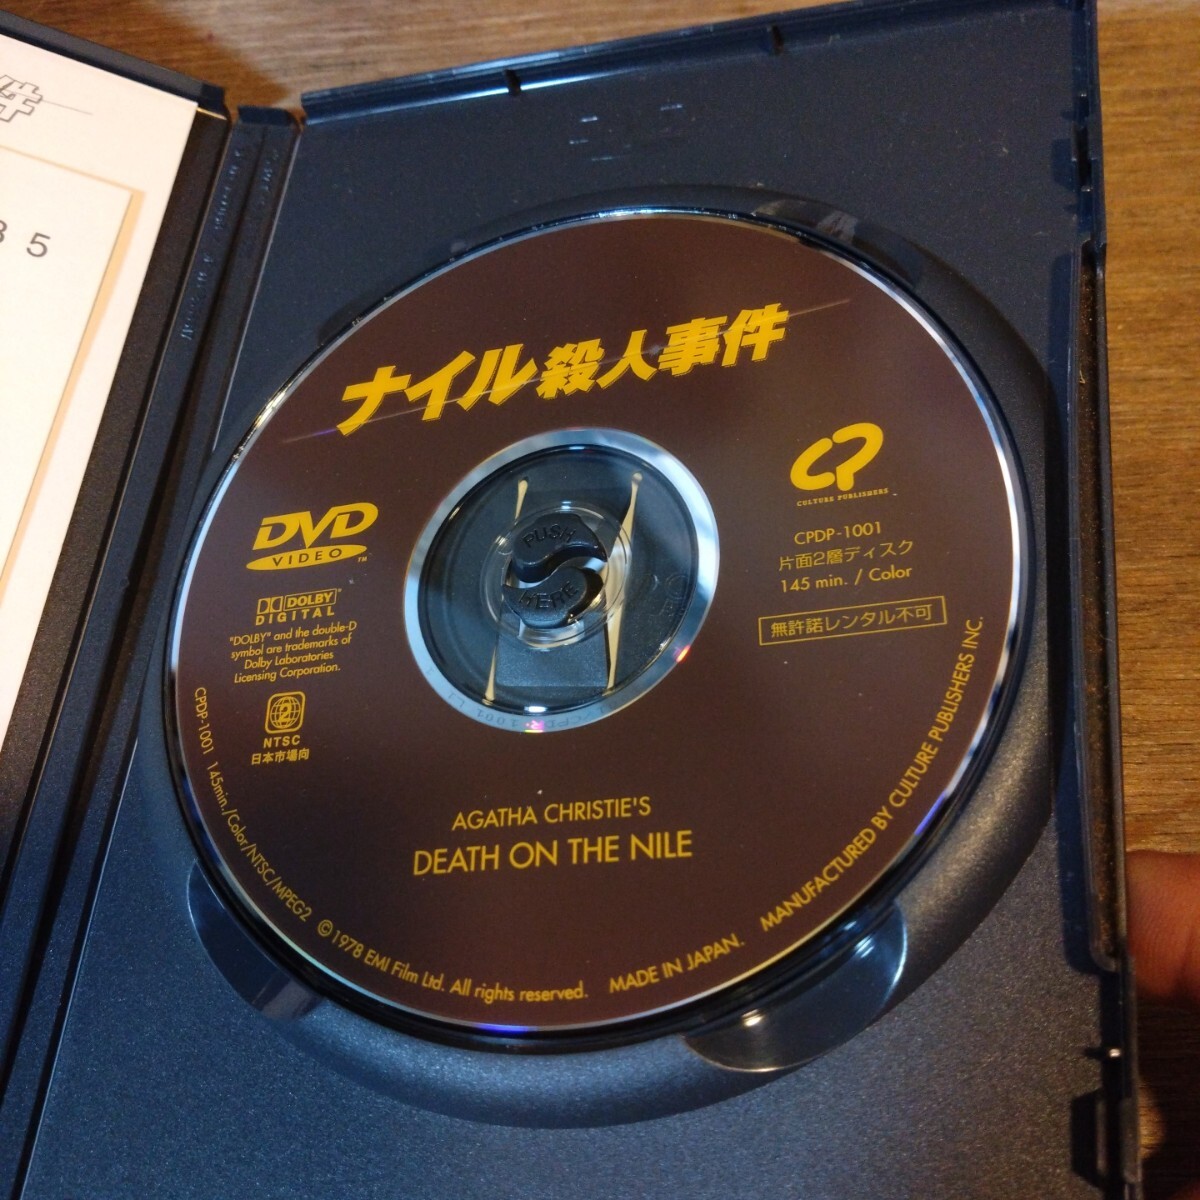 件
3 5
ナイル殺人事件
DVD
VIDEO
TM
DOLBY
DIGITAL
"DOLBY" and the double-D
symbol are trademarks of
Dolby Laboratories
Licensing Corporation.
2
NTSC
日本市場向
PUSH
HERE
CP
CULTURE PUBLISHERS
CPDP-1001
片面2層ディスク
145 min. / Color
無許諾レンタル不可
AGATHA CHRISTIE'S
DEATH ON THE NILE
CPDP-1001 145min./Color/NTSC/MPEG2 ©1978 EMI Film Ltd. All rights reserved. MADE IN JAPAN. MANUFACTURED BY CULTURE PUBLISHERS INC.